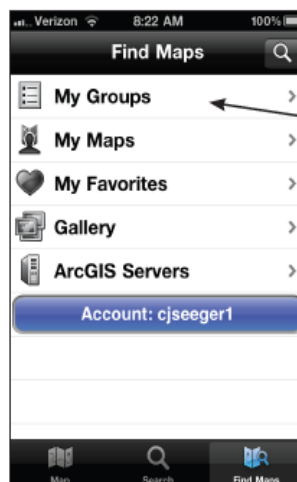 Verizon 8:22 AM 100%
Find Maps
My Groups
My Maps
My Favorites
Gallery
ArcGIS Servers
Account: cjseeger1
Map Search Find Maps